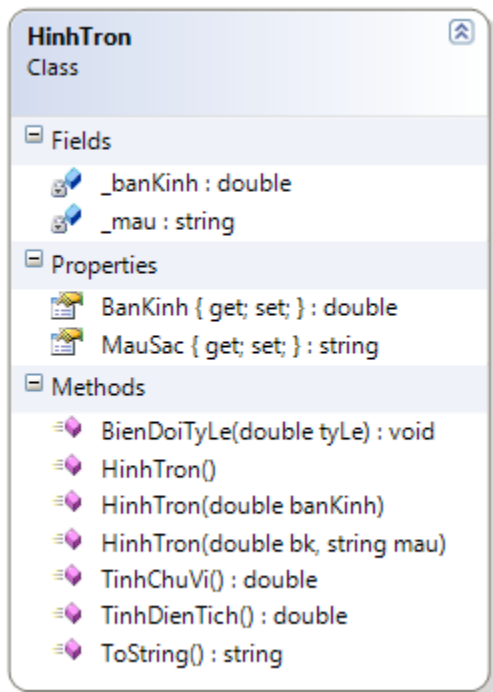 HinhTron
Class
Fields
_banKinh : double
_mau : string
Properties
BanKinh { get; set; } : double
MauSac { get; set; } : string
Methods
BienDoiTyLe(double tyLe) : void
HinhTron()
HinhTron(double banKinh)
HinhTron(double bk, string mau)
TinhChuVi() : double
TinhDienTich() : double
ToString() : string